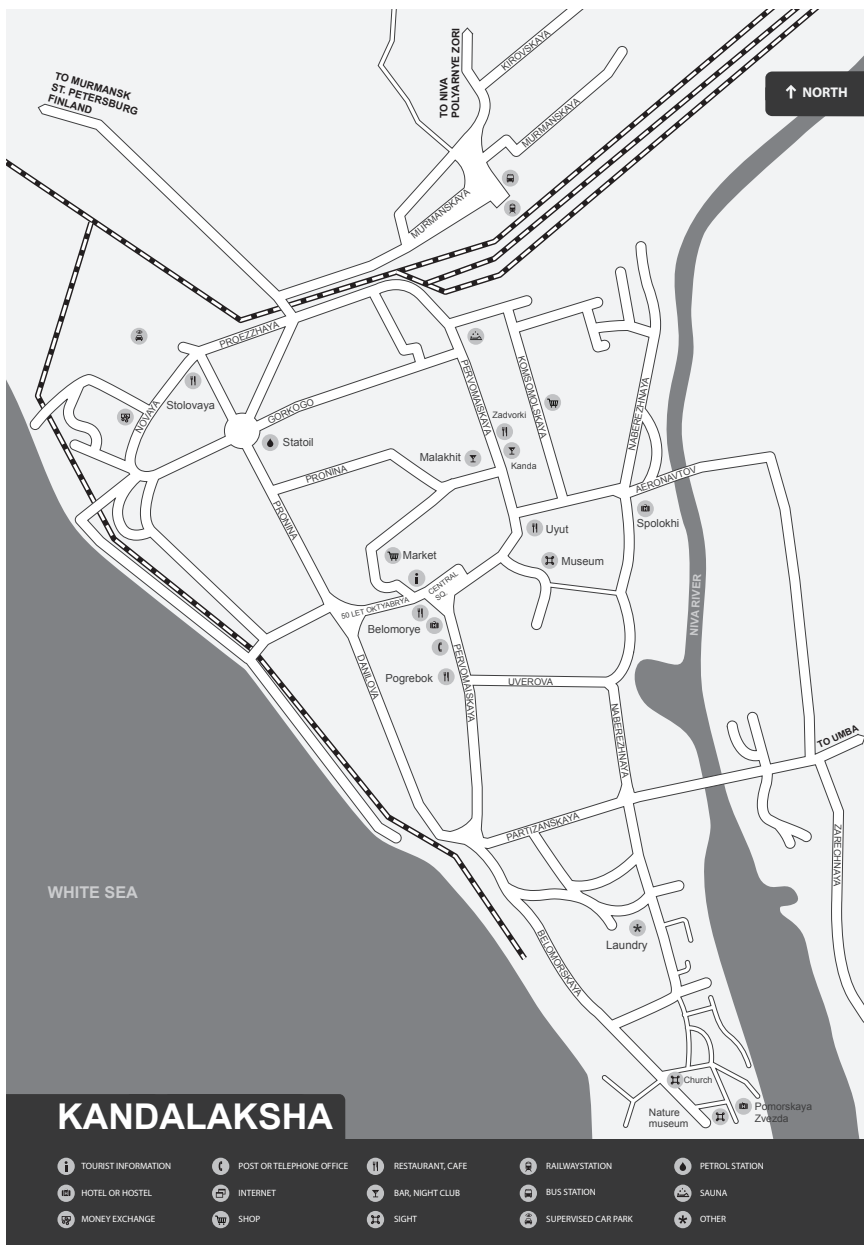 TO MURMANSK
ST. PETERSBURG
FINLAND
TO NIVA
POLYARNYE ZORI
KIROVSKAYA
↑ NORTH
MURMANSKAYA
MURMANSKAYA
PROEZZHAYA
Stolovaya
NOVAYA
GORKOGO
Statoil
PERVOMAISKAYA
KOMSOMOLSKAYA
NABEREZHNAYA
Zadvorki
Malakhit
Kanda
PRONINA
PRONINA
AERONAVTOV
Spolokhi
Uyut
Museum
Market
CENTRAL
SQ.
50 LET OKTYABRYA
Belomorye
NIVA RIVER
DANILOVA
PERVOMAISKAYA
Pogrebok
UVEROVA
NABEREZHNAYA
TO UMBA
PARTIZANSKAYA
ZARECHNAYA
WHITE SEA
BELOMORSKAYA
Laundry
Church
Nature
museum
Pomorskaya
Zvezda
KANDALAKSHA
TOURIST INFORMATION
HOTEL OR HOSTEL
MONEY EXCHANGE
POST OR TELEPHONE OFFICE
INTERNET
SHOP
RESTAURANT, CAFE
BAR, NIGHT CLUB
SIGHT
RAILWAYSTATION
BUS STATION
SUPERVISED CAR PARK
PETROL STATION
SAUNA
OTHER